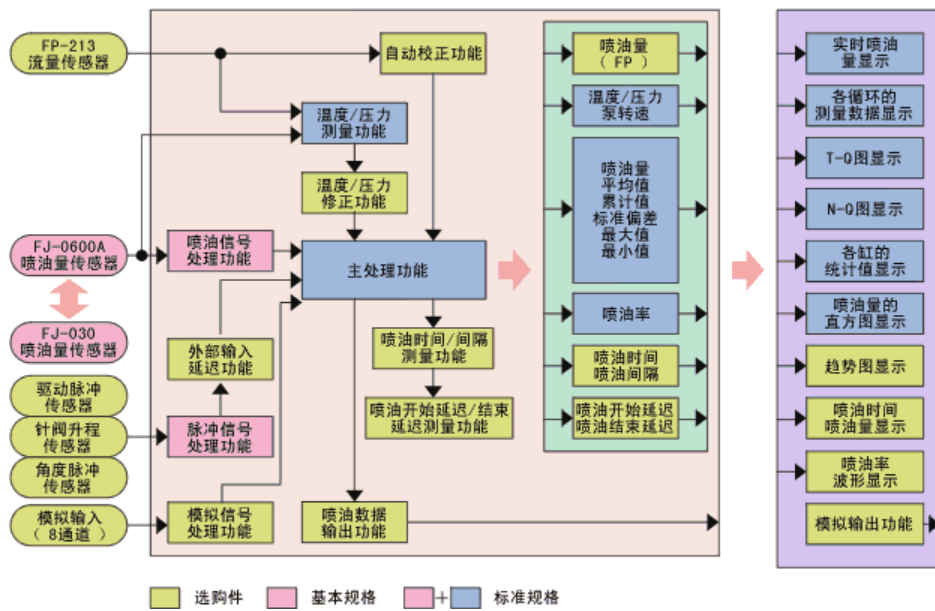 FP-213
流量传感器
自动校正功能
温度/压力
测量功能
温度/压力
修正功能
FJ-0600A
喷油量传感器
喷油信号
处理功能
主处理功能
FJ-030
喷油量传感器
外部输入
延迟功能
喷油时间/间隔
测量功能
驱动脉冲
传感器
针阀升程
传感器
脉冲信号
处理功能
喷油开始延迟/结束
延迟测量功能
角度脉冲
传感器
模拟输入
( 8通道 )
模拟信号
处理功能
喷油数据
输出功能
喷油量
( FP )
温度/压力
泵转速
喷油量
平均值
累计值
标准偏差
最大值
最小值
喷油率
喷油时间
喷油间隔
喷油开始延迟
喷油结束延迟
实时喷油
量显示
各循环的
测量数据显示
T-Q图显示
N-Q图显示
各缸的
统计值显示
喷油量的
直方图显示
趋势图显示
喷油时间
喷油量显示
喷油率
波形显示
模拟输出功能
选购件
基本规格
+
标准规格